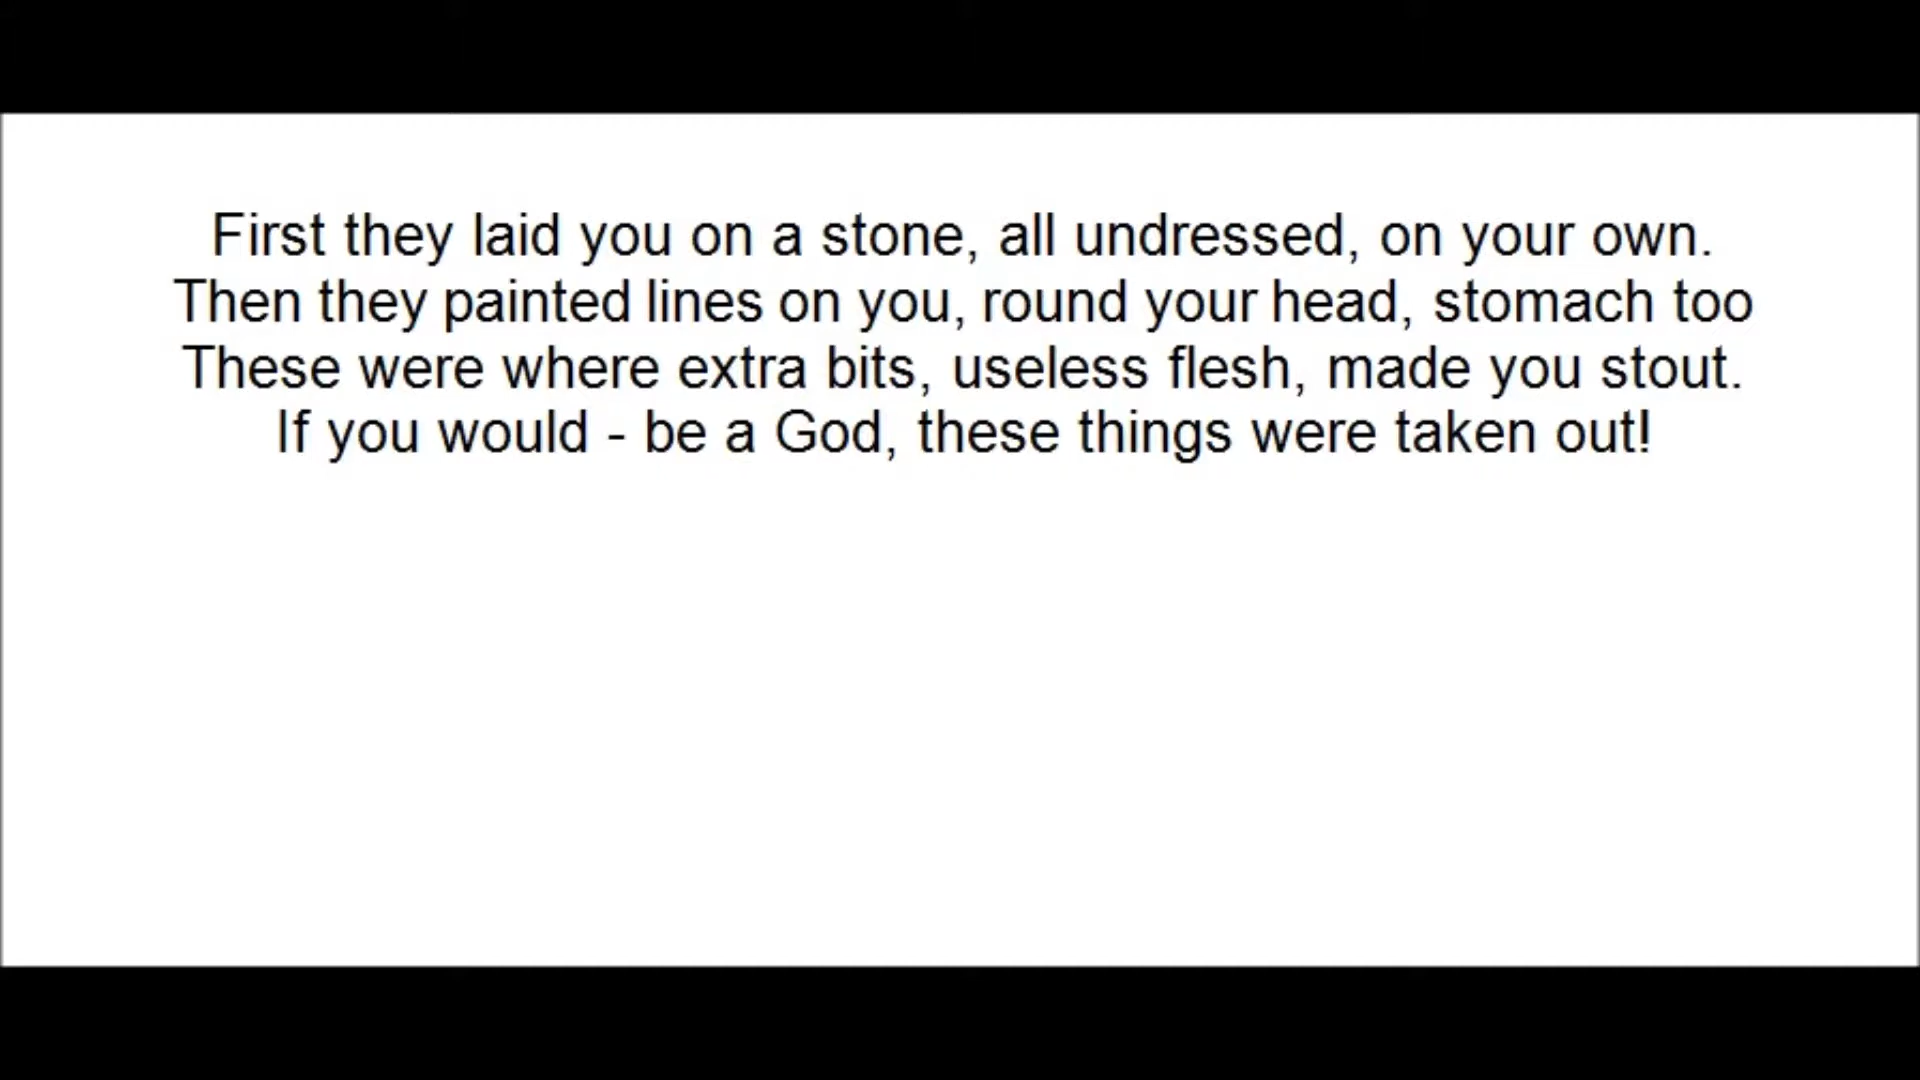 First they laid you on a stone, all undressed, on your own.
Then they painted lines on you, round your head, stomach too
These were where extra bits, useless flesh, made you stout.
If you would - be a God, these things were taken out!